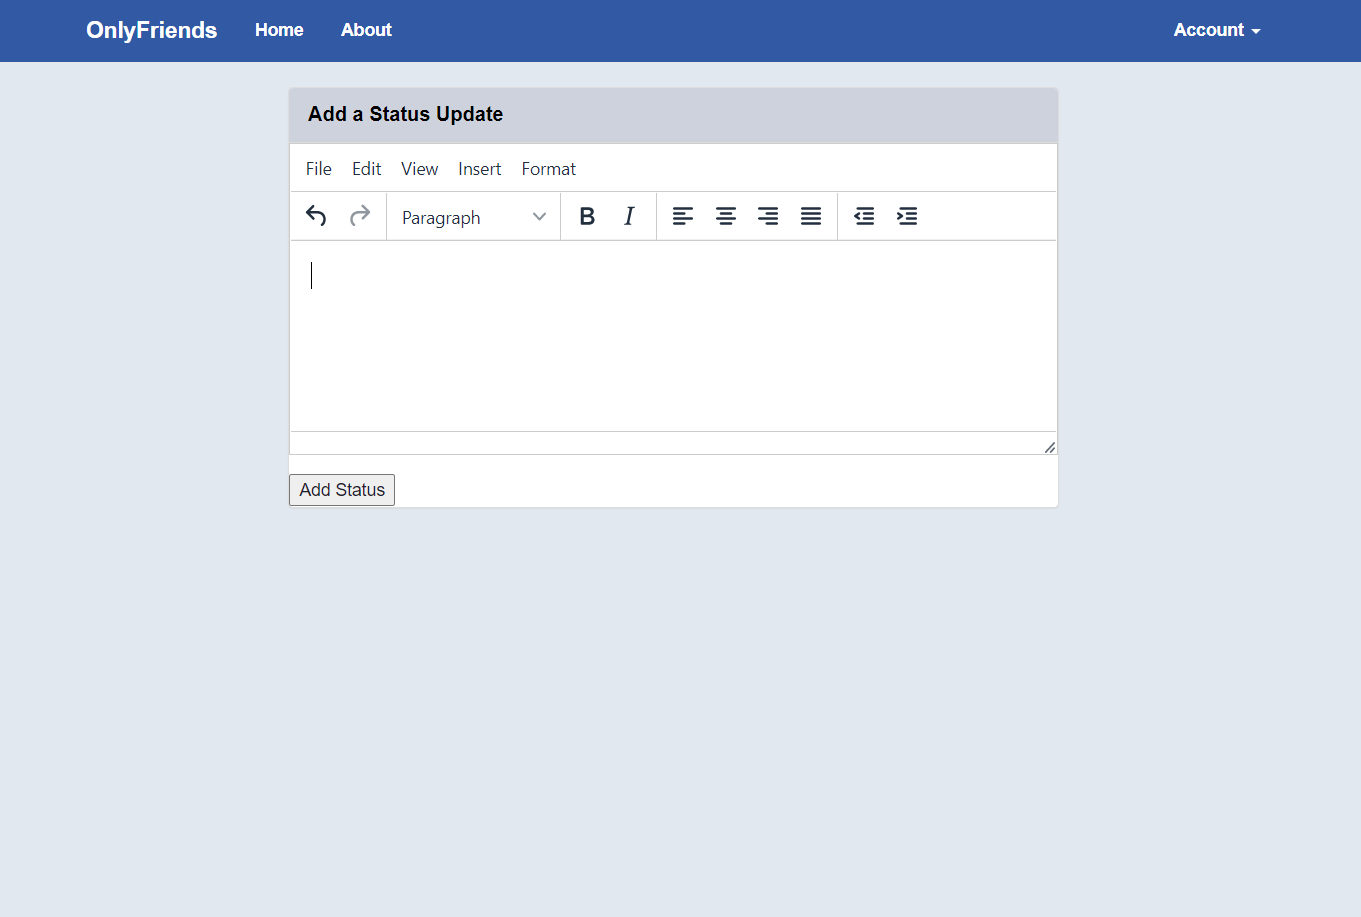 OnlyFriends Home About Account
Add a Status Update
File Edit View Insert Format
Paragraph B I
Add Status